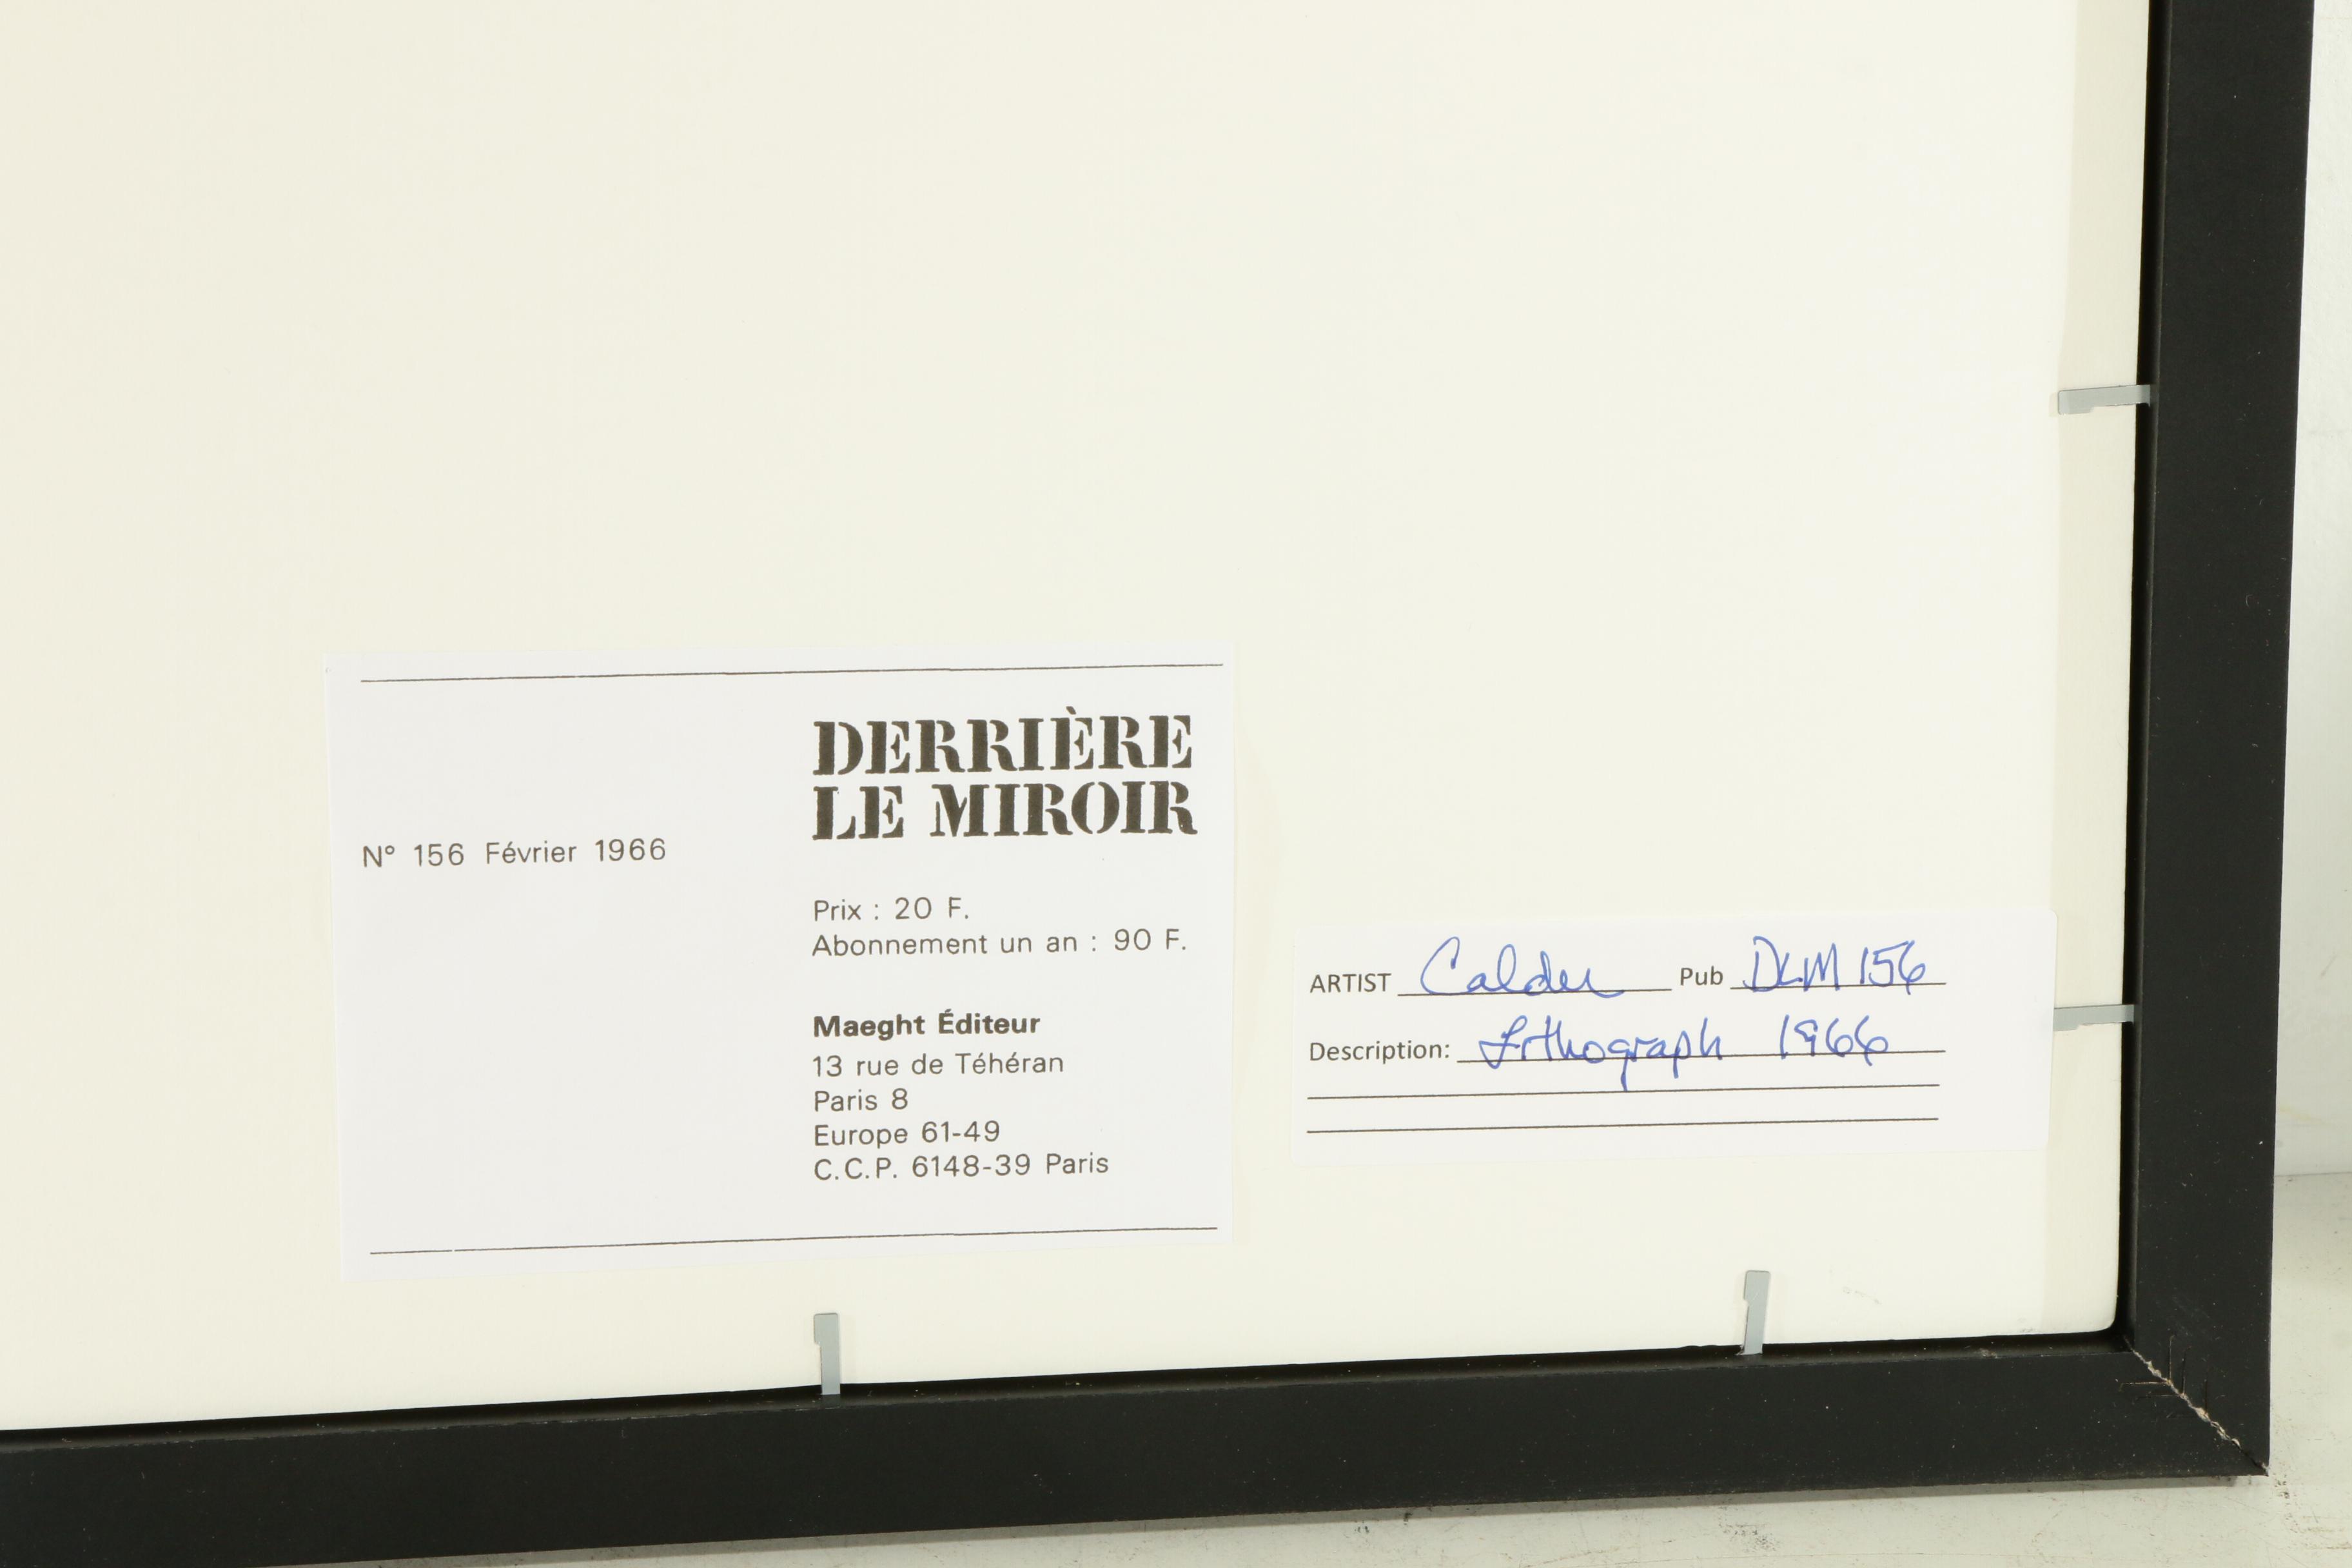 DERRIÈRE
LE MIROIR
N° 156 Février 1966
Prix : 20 F.
Abonnement un an : 90 F.
Maeght Éditeur
13 rue de Téhéran
Paris 8
Europe 61-49
C.C.P. 6148-39 Paris
ARTIST Calder Pub DLM 156
Description: Lithograph 1966